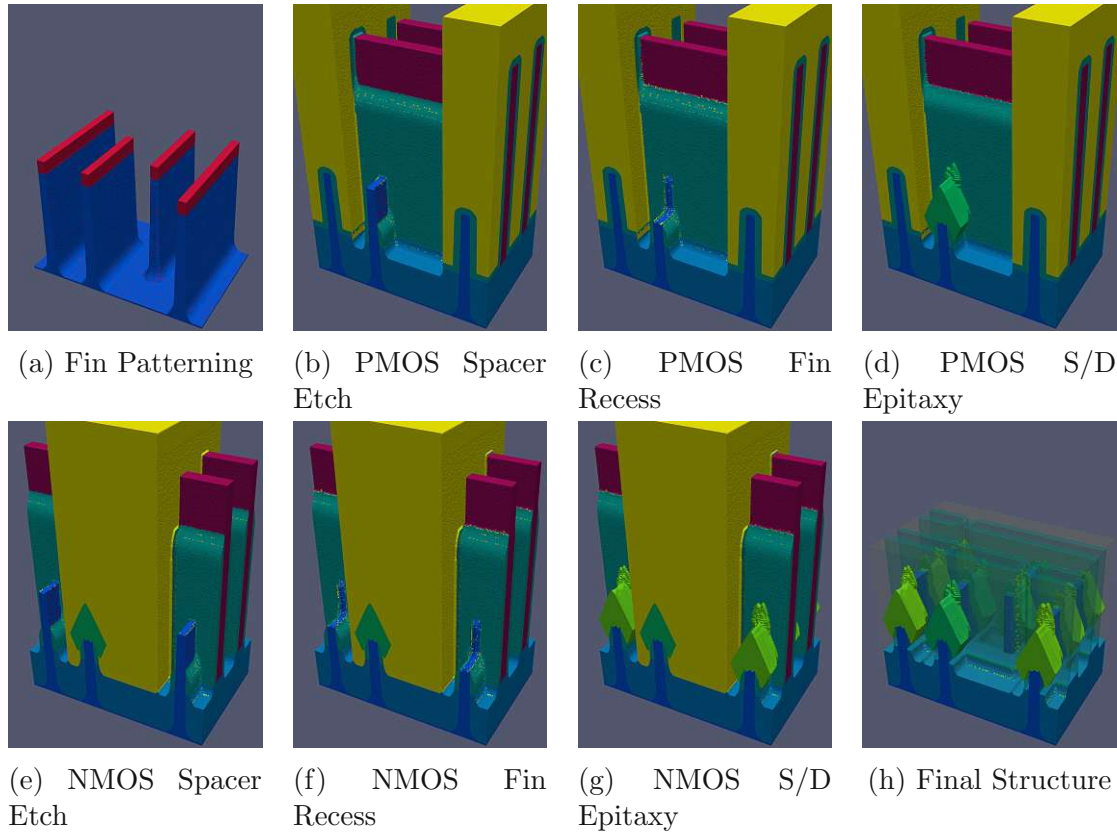 (a) Fin Patterning
(b) PMOS Spacer
Etch
(c) PMOS Fin
Recess
(d) PMOS S/D
Epitaxy
(e) NMOS Spacer
Etch
(f) NMOS Fin
Recess
(g) NMOS S/D
Epitaxy
(h) Final Structure